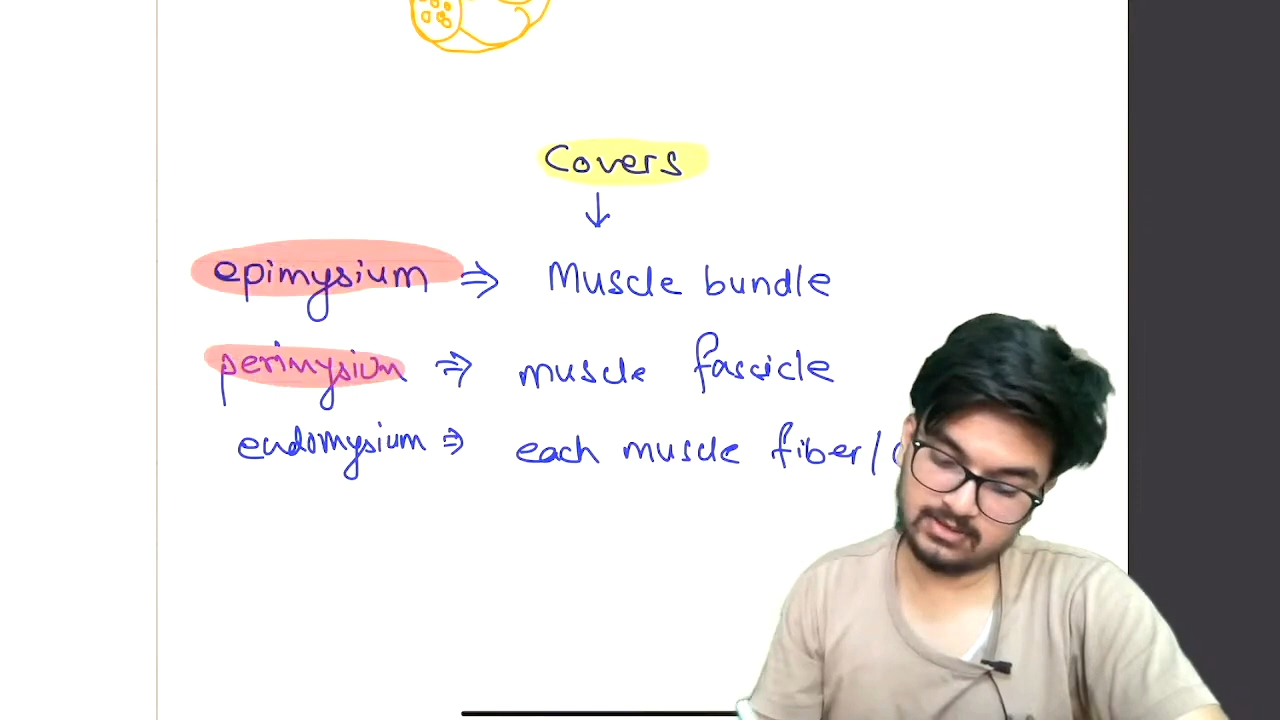 Covers
↓
epimysium ⇒ Muscle bundle
perimysium ⇒ muscle fascicle
endomysium ⇒ each muscle fiber/